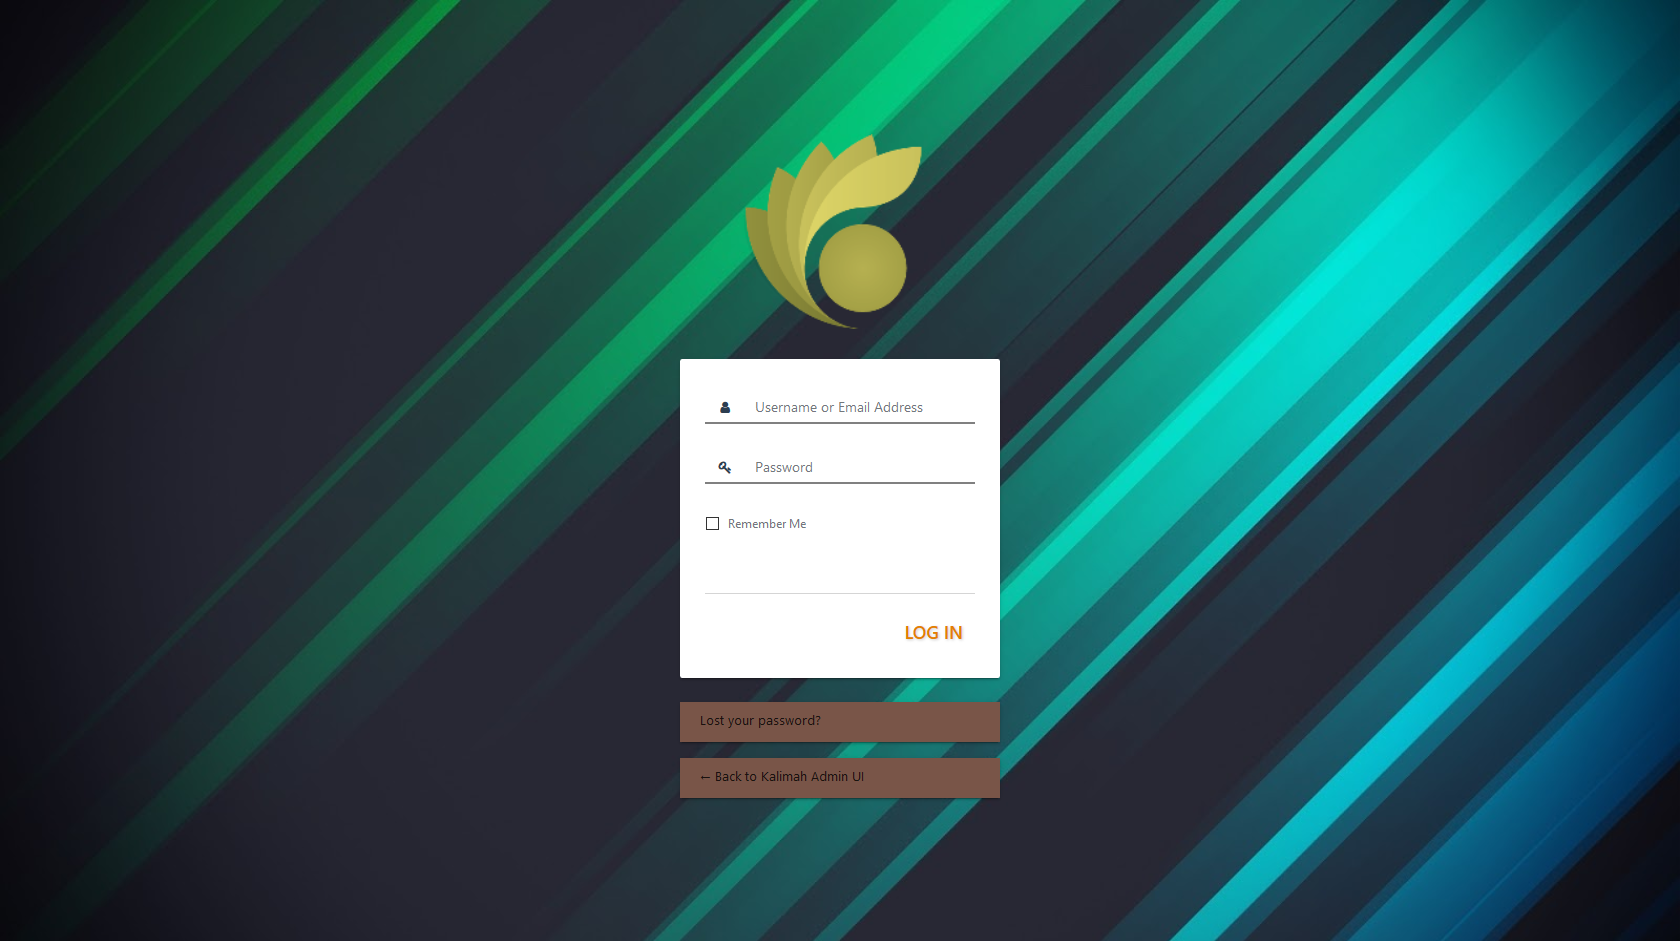 Username or Email Address
Password
Remember Me
LOG IN
Lost your password?
← Back to Kalimah Admin UI